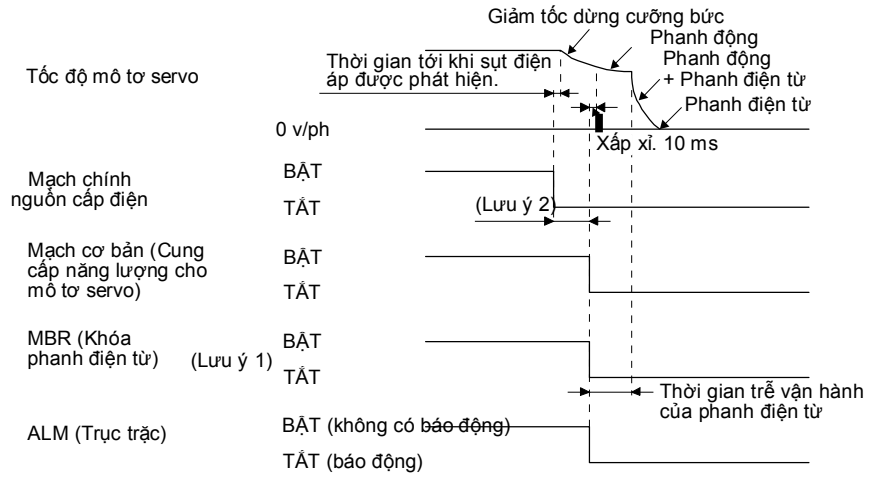 Giảm tốc dừng cưỡng bức
Phanh động
Phanh động
+ Phanh điện từ
Phanh điện từ
Thời gian tới khi sụt điện
áp được phát hiện.
Tốc độ mô tơ servo
0 v/ph
Xấp xỉ. 10 ms
Mạch chính
nguồn cấp điện
BẬT
TẮT
(Lưu ý 2)
Mạch cơ bản (Cung
cấp năng lượng cho
mô tơ servo)
BẬT
TẮT
MBR (Khóa
phanh điện từ)
(Lưu ý 1)
BẬT
TẮT
Thời gian trễ vận hành
của phanh điện từ
ALM (Trục trặc)
BẬT (không có báo động)
TẮT (báo động)